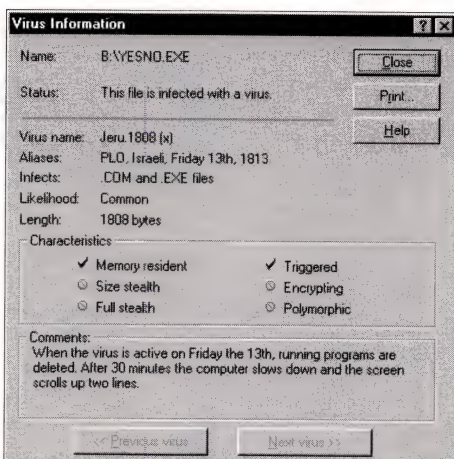 Virus Information
Name: B:\YESNO.EXE
Close
Status: This file is infected with a virus.
Print...
Help
Virus name: Jeru.1808 (x)
Aliases: PLO, Israeli, Friday 13th, 1813
Infects: .COM and .EXE files
Likelihood: Common
Length: 1808 bytes
Characteristics
Memory resident
Triggered
Size stealth
Encrypting
Full stealth
Polymorphic
Comments:
When the virus is active on Friday the 13th, running programs are
deleted. After 30 minutes the computer slows down and the screen
scrolls up two lines.
<< Previous virus
Next virus >>